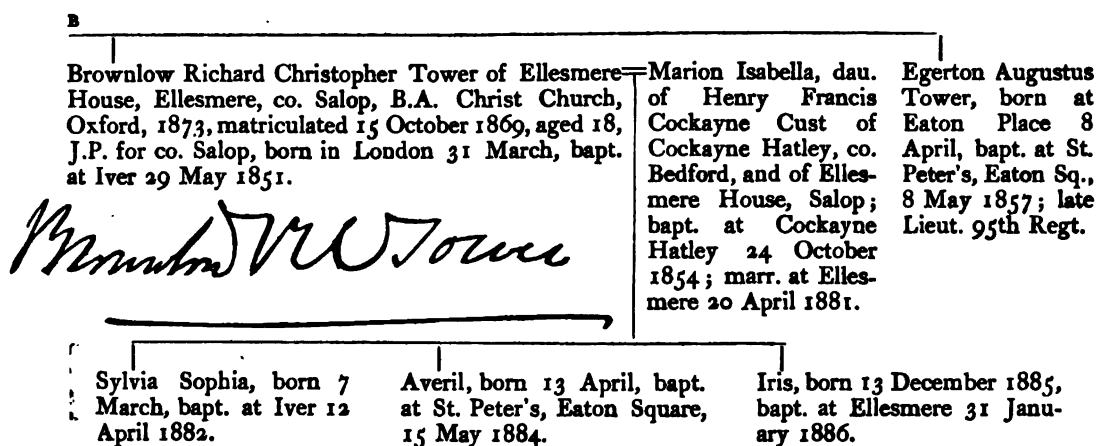 B
Brownlow Richard Christopher Tower of Ellesmere
House, Ellesmere, co. Salop, B.A. Christ Church,
Oxford, 1873, matriculated 15 October 1869, aged 18,
J.P. for co. Salop, born in London 31 March, bapt.
at Iver 29 May 1851.
Brownlow R C Tower
Marion Isabella, dau.
of Henry Francis
Cockayne Cust of
Cockayne Hatley, co.
Bedford, and of Elles-
mere House, Salop;
bapt. at Cockayne
Hatley 24 October
1854; marr. at Elles-
mere 20 April 1881.
Egerton Augustus
Tower, born at
Eaton Place 8
April, bapt. at St.
Peter's, Eaton Sq.,
8 May 1857; late
Lieut. 95th Regt.
Sylvia Sophia, born 7
March, bapt. at Iver 12
April 1882.
Averil, born 13 April, bapt.
at St. Peter's, Eaton Square,
15 May 1884.
Iris, born 13 December 1885,
bapt. at Ellesmere 31 Janu-
ary 1886.